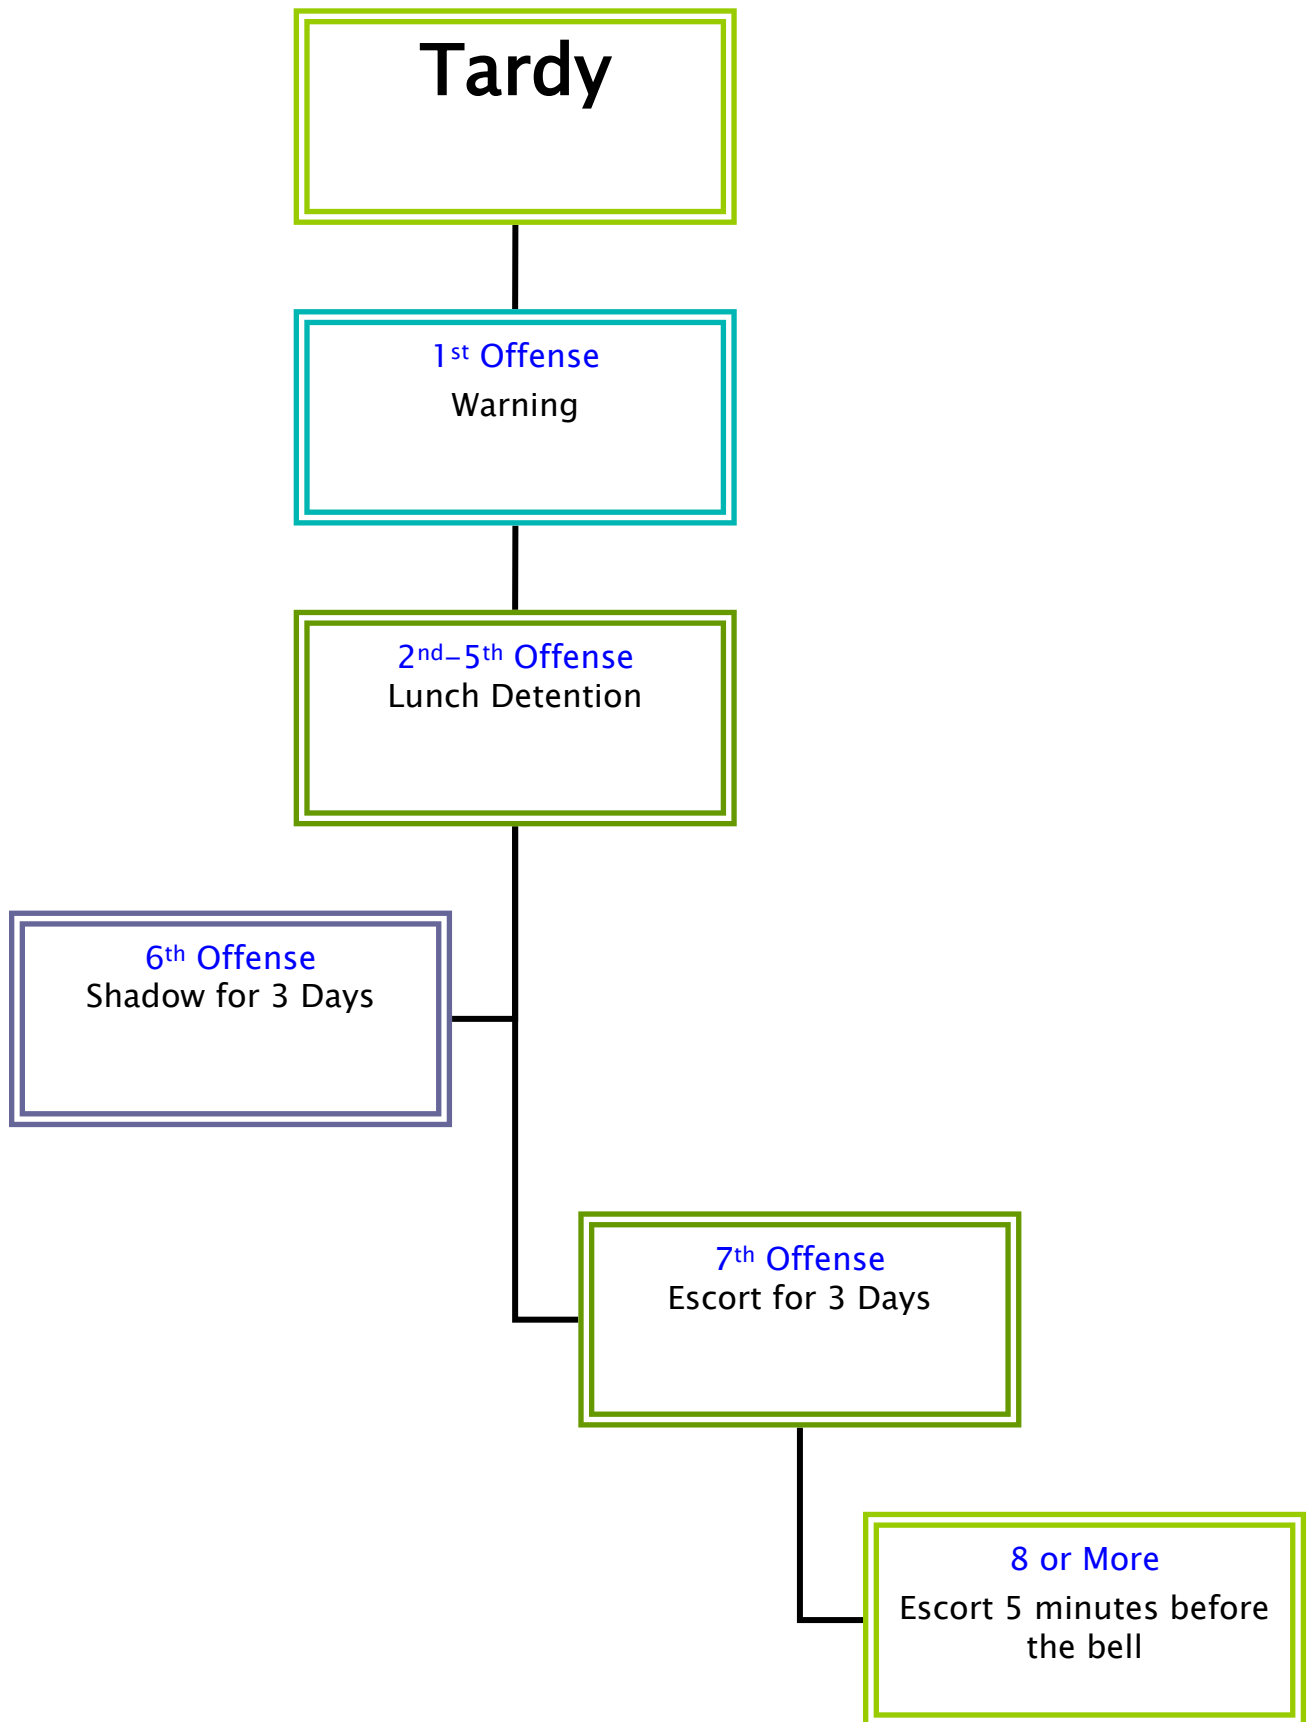 Tardy
1st Offense
Warning
2nd–5th Offense
Lunch Detention
6th Offense
Shadow for 3 Days
7th Offense
Escort for 3 Days
8 or More
Escort 5 minutes before
the bell